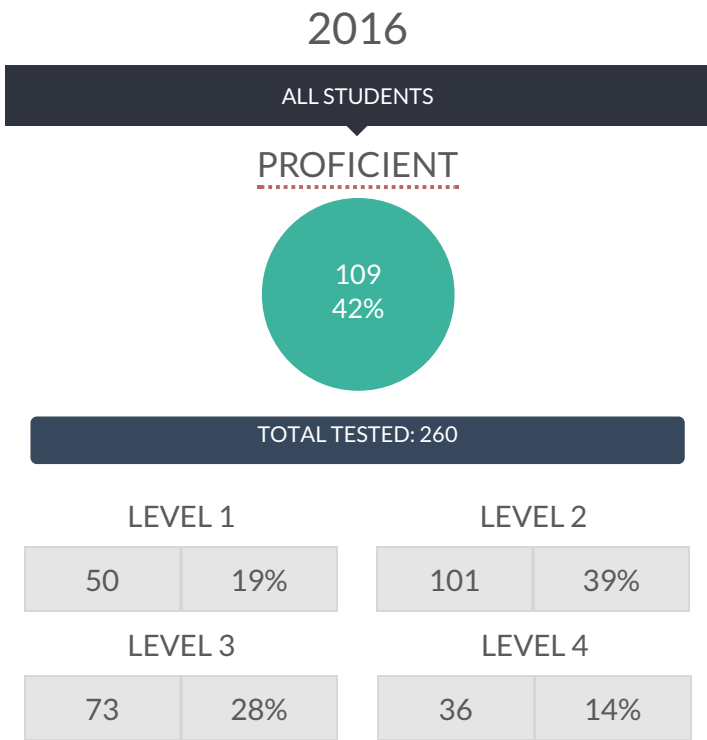 2016
ALL STUDENTS
PROFICIENT
109
42%
TOTAL TESTED: 260
LEVEL 1 LEVEL 2
50 19% 101 39%
LEVEL 3 LEVEL 4
73 28% 36 14%